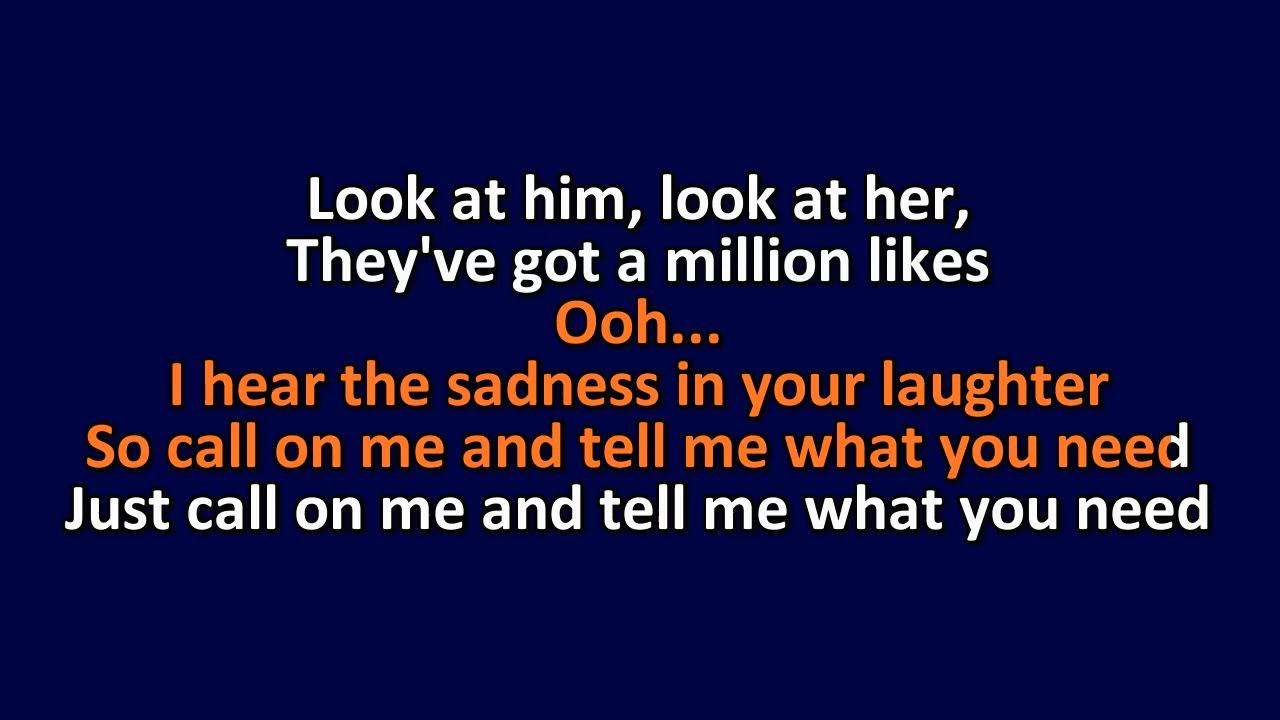 Look at him, look at her,
They've got a million likes
Ooh...
I hear the sadness in your laughter
So call on me and tell me what you need
Just call on me and tell me what you need